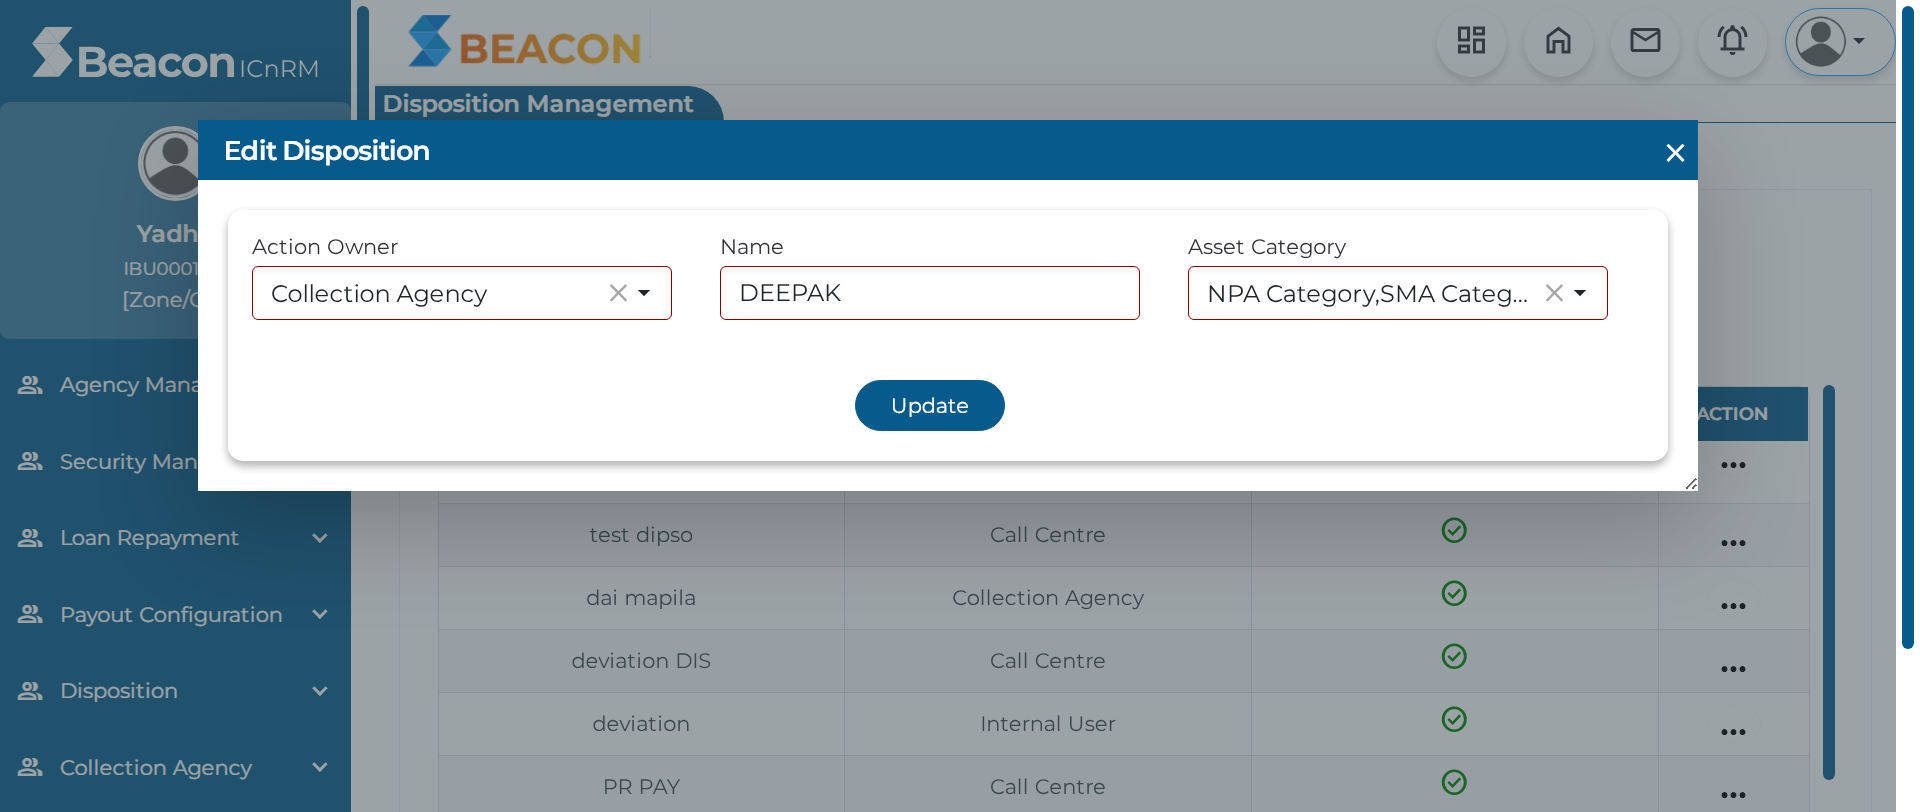 Beacon ICnRM
BEACON
Disposition Management
Edit Disposition
Yadh
IBU0001
[Zone/
Action Owner
Name
Asset Category
Collection Agency
DEEPAK
NPA Category,SMA Categ...
Update
ACTION
Agency Mana
Security Man
Loan Repayment
Payout Configuration
Disposition
Collection Agency
test dipso
Call Centre
dai mapila
Collection Agency
deviation DIS
Call Centre
deviation
Internal User
PR PAY
Call Centre